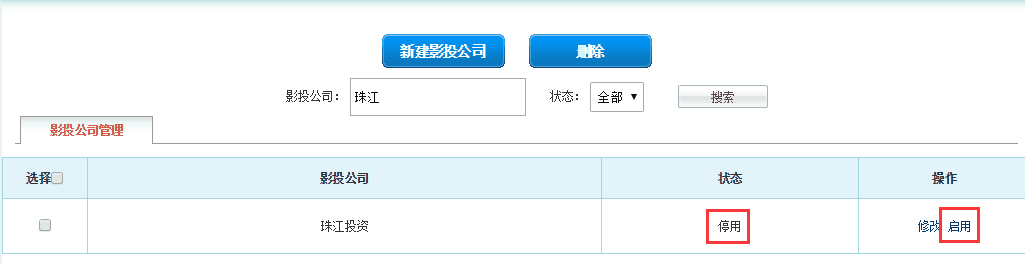 新建影投公司 删除
影投公司： 珠江 状态： 全部 搜索
影投公司管理
选择 影投公司 状态 操作
珠江投资 停用 修改 启用